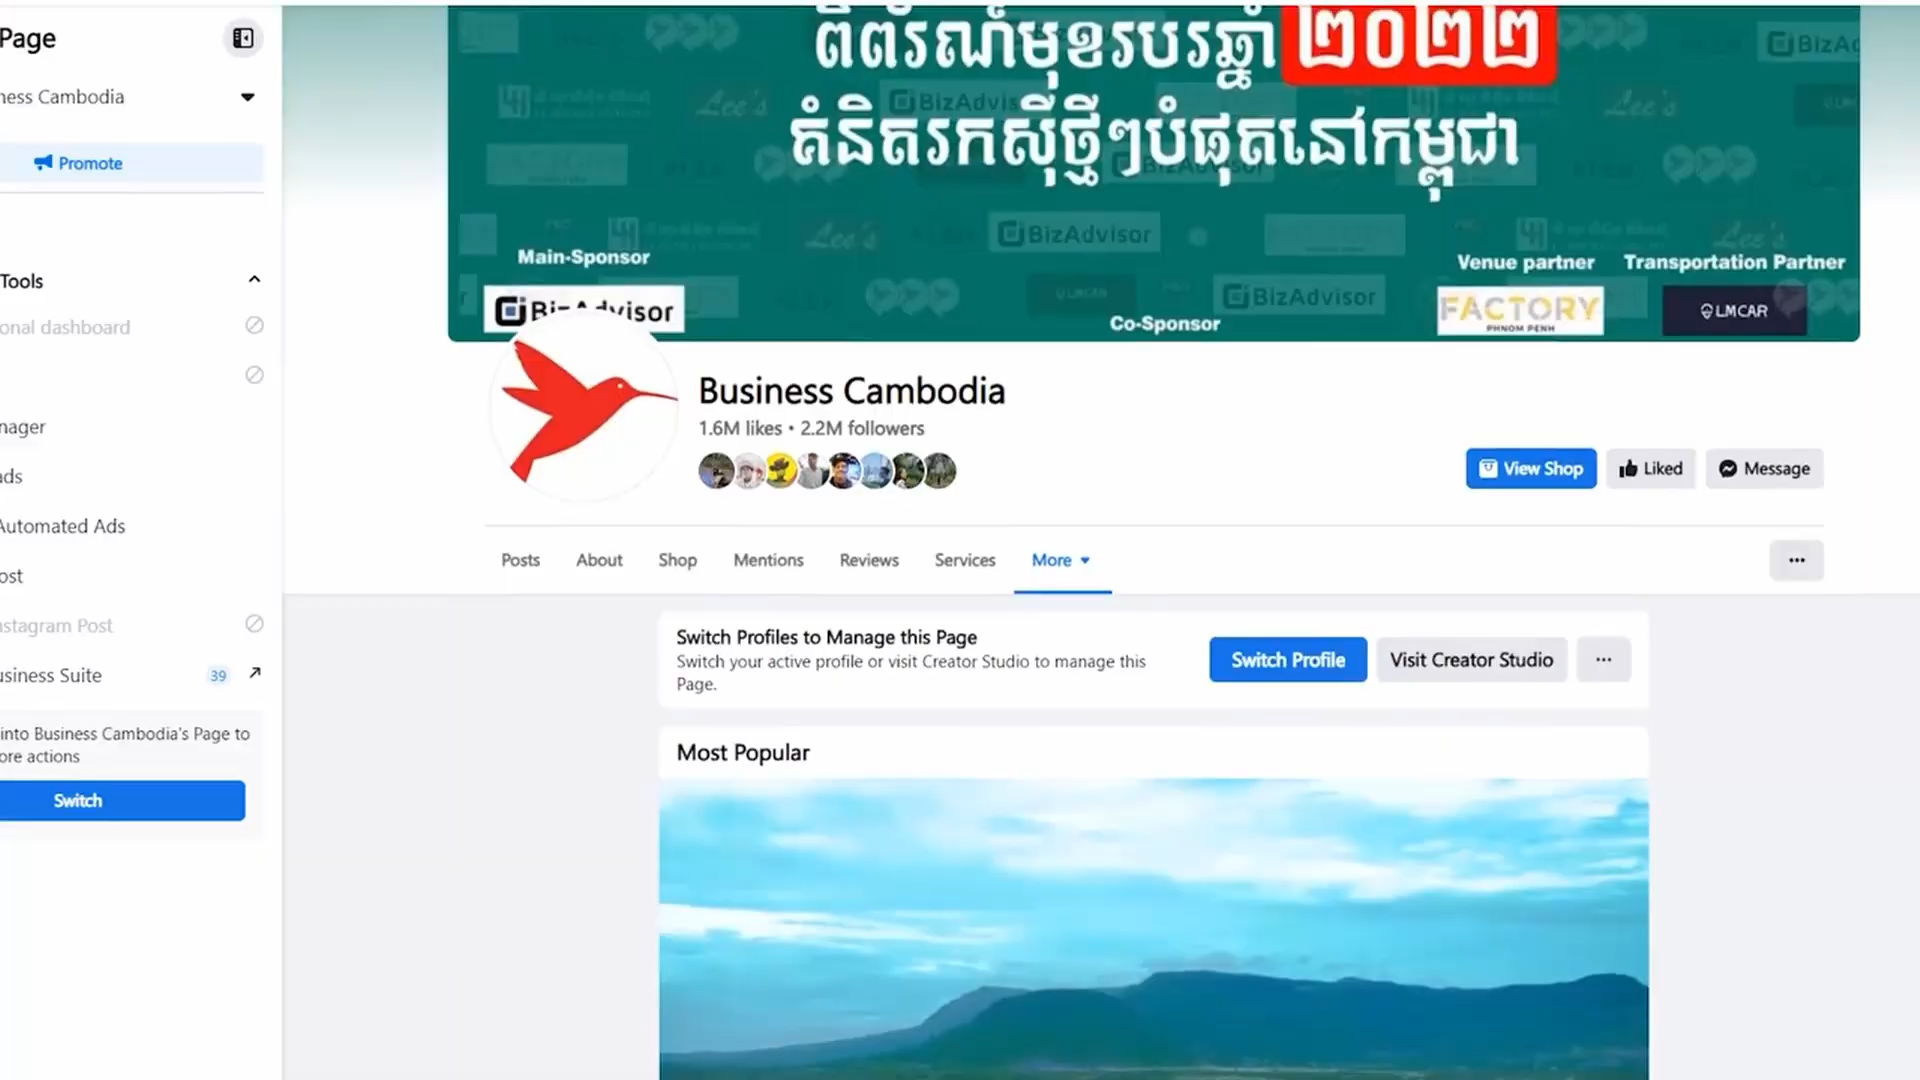 Page
ness Cambodia
Promote
Tools
onal dashboard
nager
ads
Automated Ads
ost
nstagram Post
usiness Suite
39
into Business Cambodia's Page to
ore actions
Switch
ពិព័រណ៍មុខរបរឆ្នាំ ២០២២
គំនិតរកស៊ីថ្មីៗបំផុតនៅកម្ពុជា
Main-Sponsor
BizAdvisor
Co-Sponsor
Venue partner
FACTORY
PHNOM PENH
Transportation Partner
LMCAR
Business Cambodia
1.6M likes • 2.2M followers
View Shop
Liked
Message
Posts
About
Shop
Mentions
Reviews
Services
More
Switch Profiles to Manage this Page
Switch your active profile or visit Creator Studio to manage this
Page.
Switch Profile
Visit Creator Studio
Most Popular